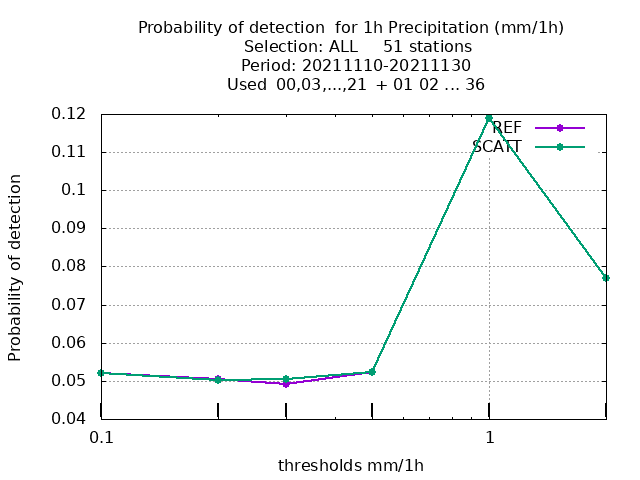 Probability of detection  for 1h Precipitation (mm/1h)
Selection: ALL     51 stations
Period: 20211110-20211130
Used  00,03,...,21  + 01 02 ... 36
0.12
0.11
0.1
0.09
0.08
0.07
0.06
0.05
0.04
Probability of detection
REF
SCATT
0.1
1
thresholds mm/1h